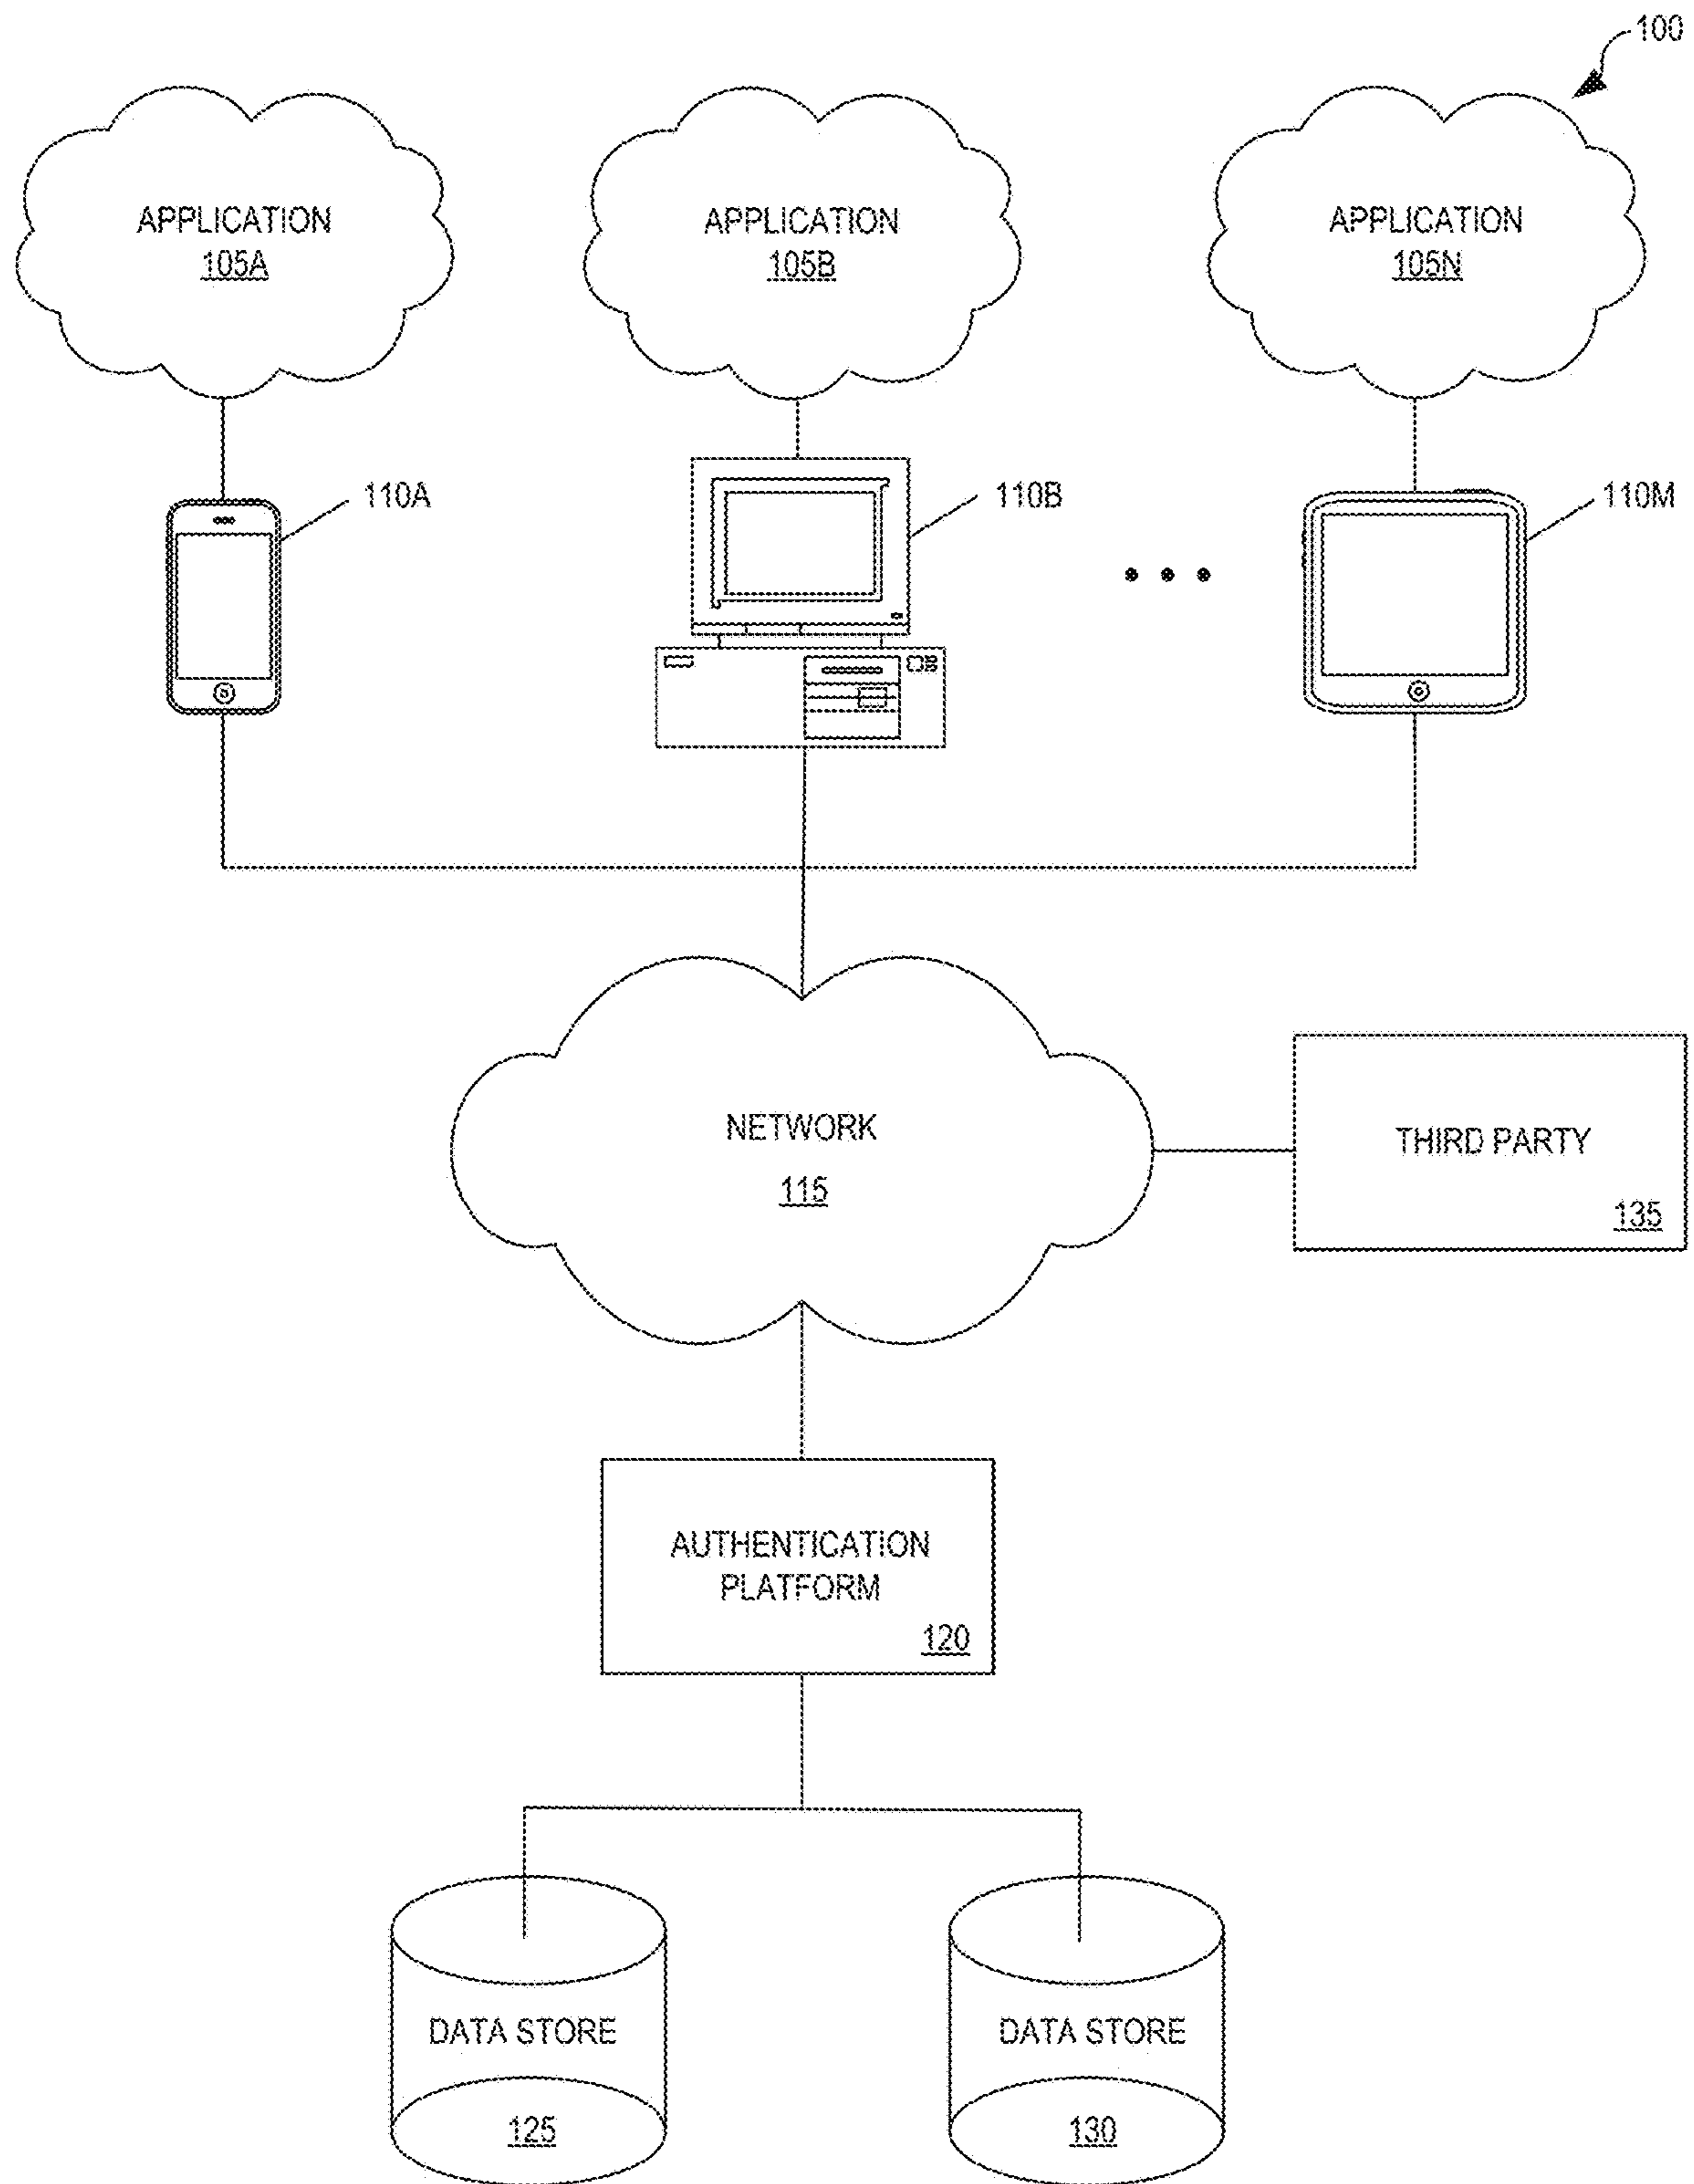 100
APPLICATION
105A
APPLICATION
105B
APPLICATION
105N
110A
110B
110M
NETWORK
115
THIRD PARTY
135
AUTHENTICATION
PLATFORM
120
DATA STORE
125
DATA STORE
130